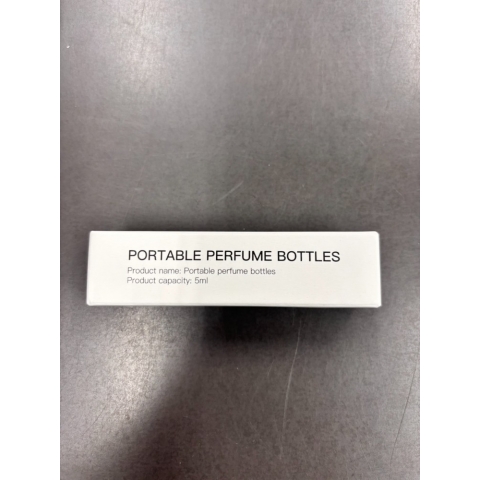 PORTABLE PERFUME BOTTLES
Product name: Portable perfume bottles
Product capacity: 5ml